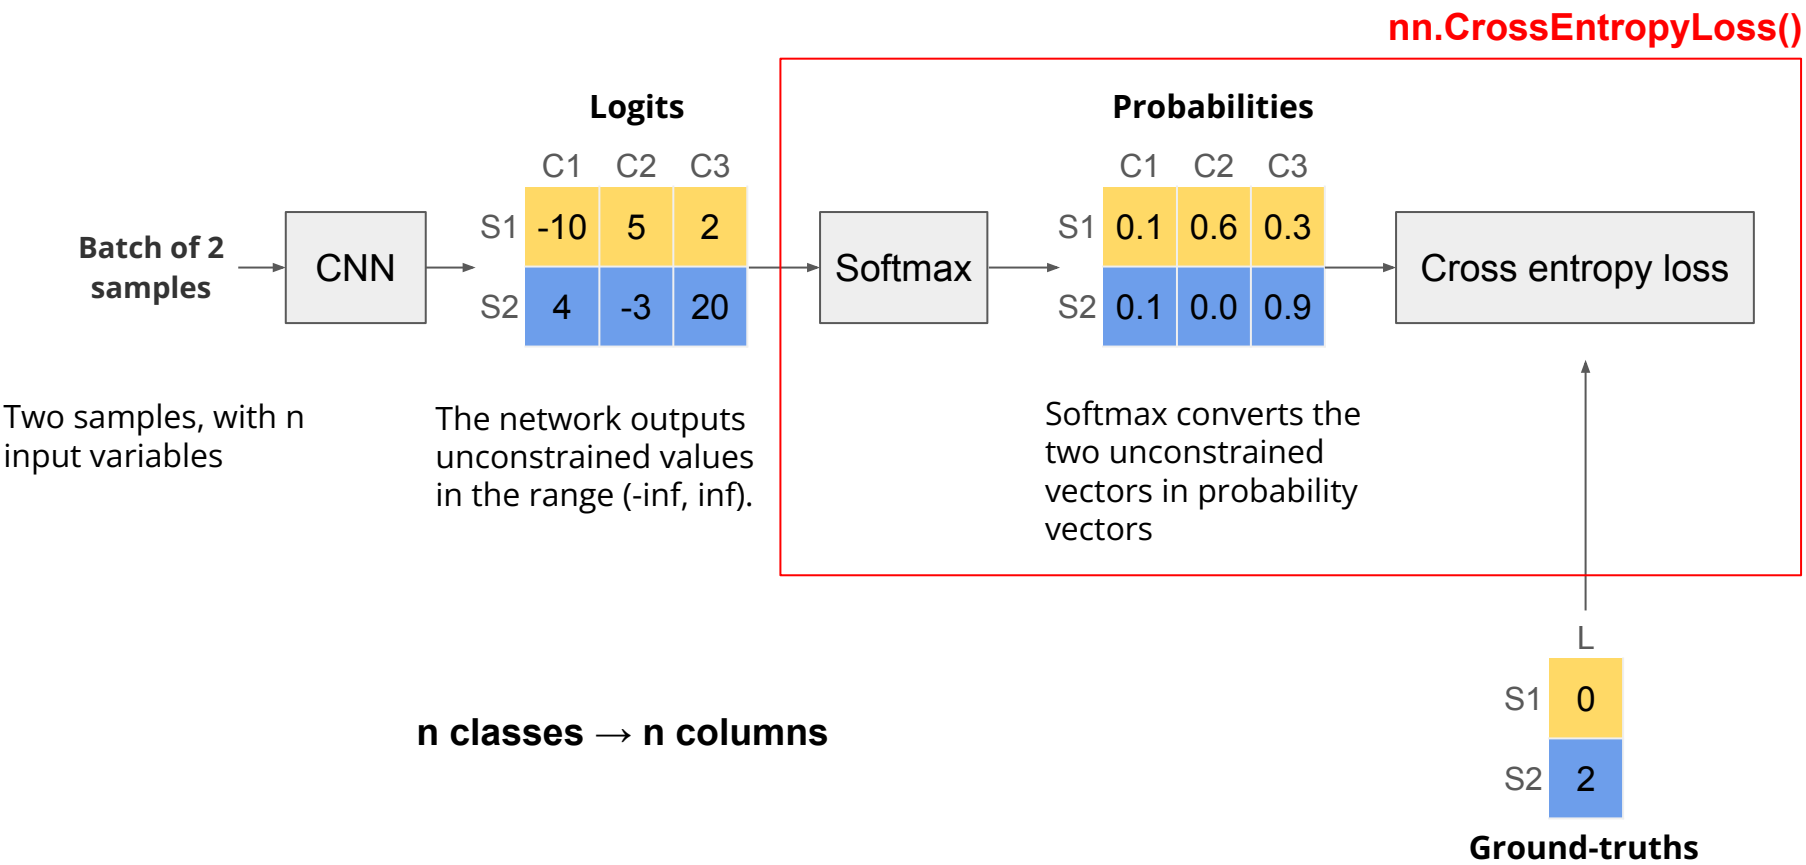 nn.CrossEntropyLoss()
Logits
Probabilities
C1 C2 C3
C1 C2 C3
Batch of 2
samples
CNN
S1 -10 5 2
S2 4 -3 20
Softmax
S1 0.1 0.6 0.3
S2 0.1 0.0 0.9
Cross entropy loss
Two samples, with n
input variables
The network outputs
unconstrained values
in the range (-inf, inf).
Softmax converts the
two unconstrained
vectors in probability
vectors
L
S1 0
S2 2
Ground-truths
n classes → n columns